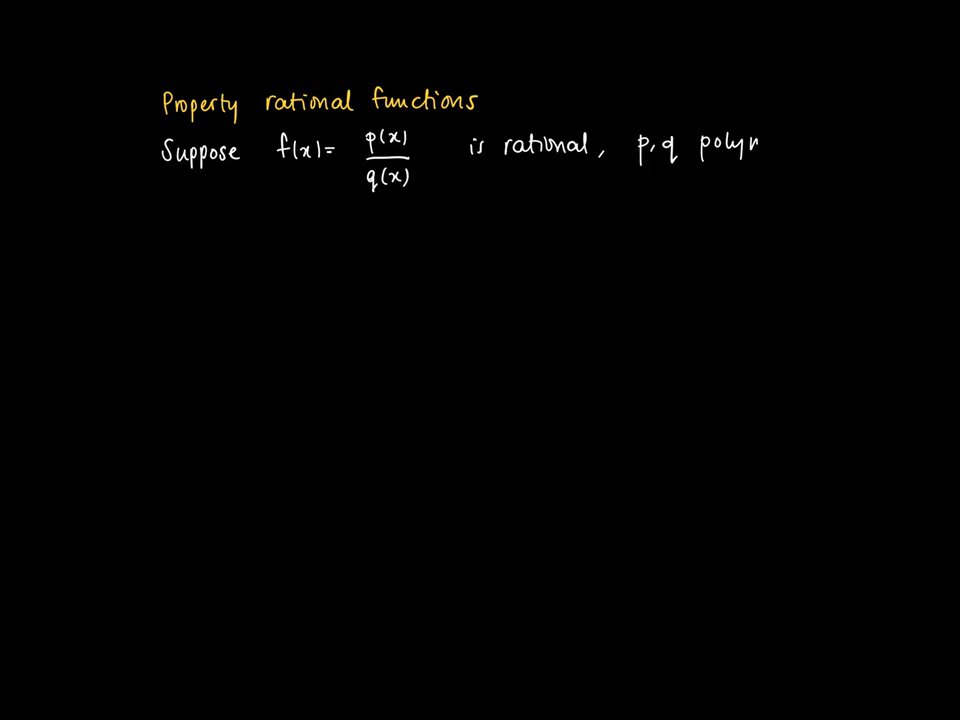 Property rational functions
Suppose f(x) = p(x)/q(x) is rational, p, q polyn